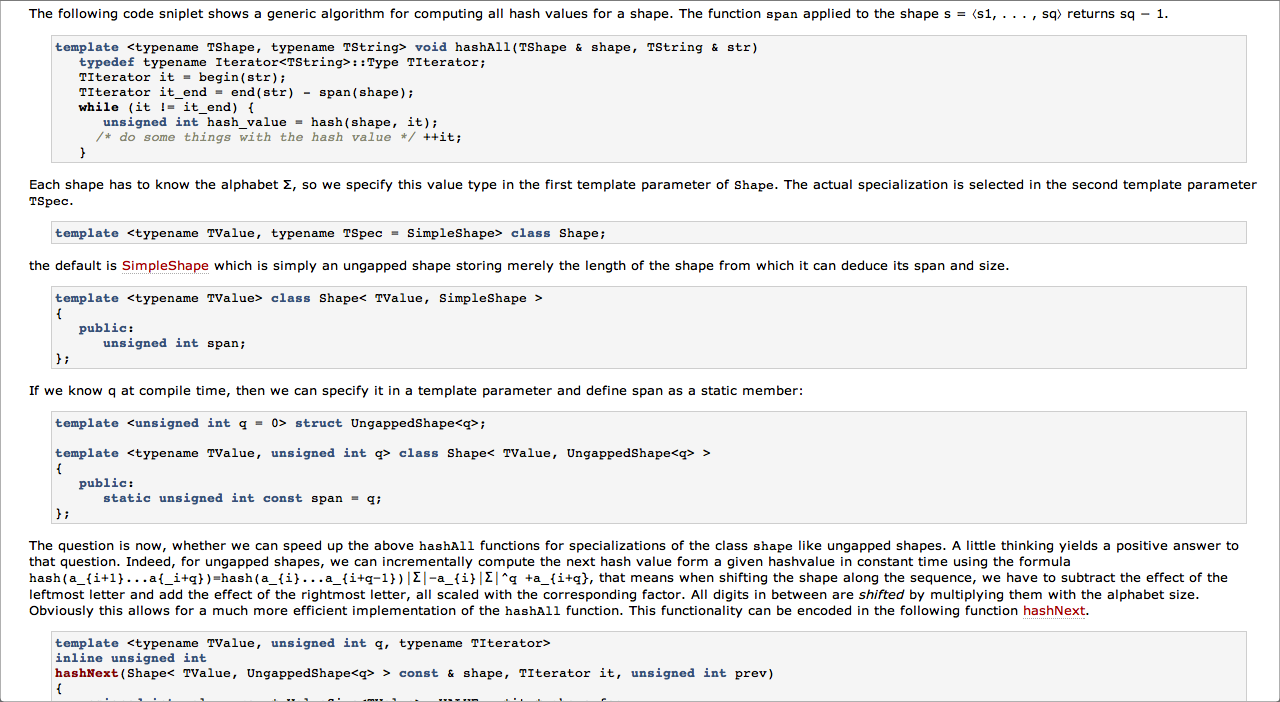 The following code sniplet shows a generic algorithm for computing all hash values for a shape. The function span applied to the shape s = ⟨s1, . . . , sq⟩ returns sq − 1.
template <typename TShape, typename TString> void hashAll(TShape & shape, TString & str)
typedef typename Iterator<TString>::Type TIterator;
TIterator it = begin(str);
TIterator it_end = end(str) - span(shape);
while (it != it_end) {
unsigned int hash_value = hash(shape, it);
/* do some things with the hash value */ ++it;
}
Each shape has to know the alphabet Σ, so we specify this value type in the first template parameter of Shape. The actual specialization is selected in the second template parameter
TSpec.
template <typename TValue, typename TSpec = SimpleShape> class Shape;
the default is SimpleShape which is simply an ungapped shape storing merely the length of the shape from which it can deduce its span and size.
template <typename TValue> class Shape< TValue, SimpleShape >
{
public:
unsigned int span;
};
If we know q at compile time, then we can specify it in a template parameter and define span as a static member:
template <unsigned int q = 0> struct UngappedShape<q>;
template <typename TValue, unsigned int q> class Shape< TValue, UngappedShape<q> >
{
public:
static unsigned int const span = q;
};
The question is now, whether we can speed up the above hashAll functions for specializations of the class shape like ungapped shapes. A little thinking yields a positive answer to
that question. Indeed, for ungapped shapes, we can incrementally compute the next hash value form a given hashvalue in constant time using the formula
hash(a_{i+1}...a{_i+q})=hash(a_{i}...a_{i+q-1})|Σ|−a_{i}|Σ|^q +a_{i+q}, that means when shifting the shape along the sequence, we have to subtract the effect of the
leftmost letter and add the effect of the rightmost letter, all scaled with the corresponding factor. All digits in between are shifted by multiplying them with the alphabet size.
Obviously this allows for a much more efficient implementation of the hashAll function. This functionality can be encoded in the following function hashNext.
template <typename TValue, unsigned int q, typename TIterator>
inline unsigned int
hashNext(Shape< TValue, UngappedShape<q> > const & shape, TIterator it, unsigned int prev)
{